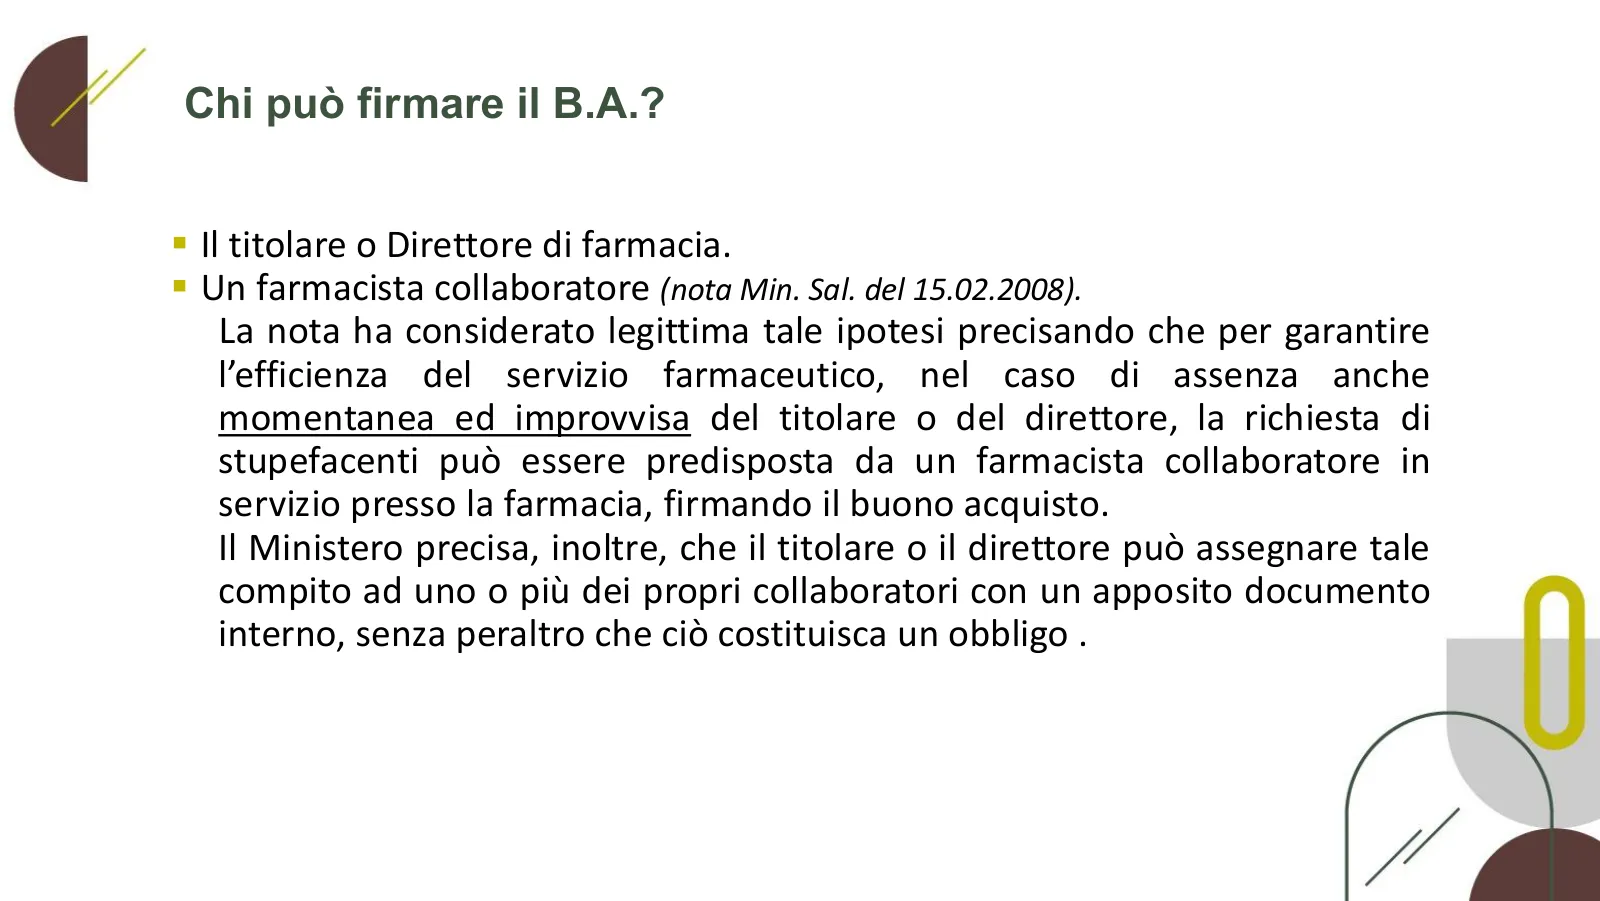 Chi può firmare il B.A.?
Il titolare o Direttore di farmacia.
Un farmacista collaboratore (nota Min. Sal. del 15.02.2008).
La nota ha considerato legittima tale ipotesi precisando che per garantire
l’efficienza del servizio farmaceutico, nel caso di assenza anche
momentanea ed improvvisa del titolare o del direttore, la richiesta di
stupefacenti può essere predisposta da un farmacista collaboratore in
servizio presso la farmacia, firmando il buono acquisto.
Il Ministero precisa, inoltre, che il titolare o il direttore può assegnare tale
compito ad uno o più dei propri collaboratori con un apposito documento
interno, senza peraltro che ciò costituisca un obbligo .